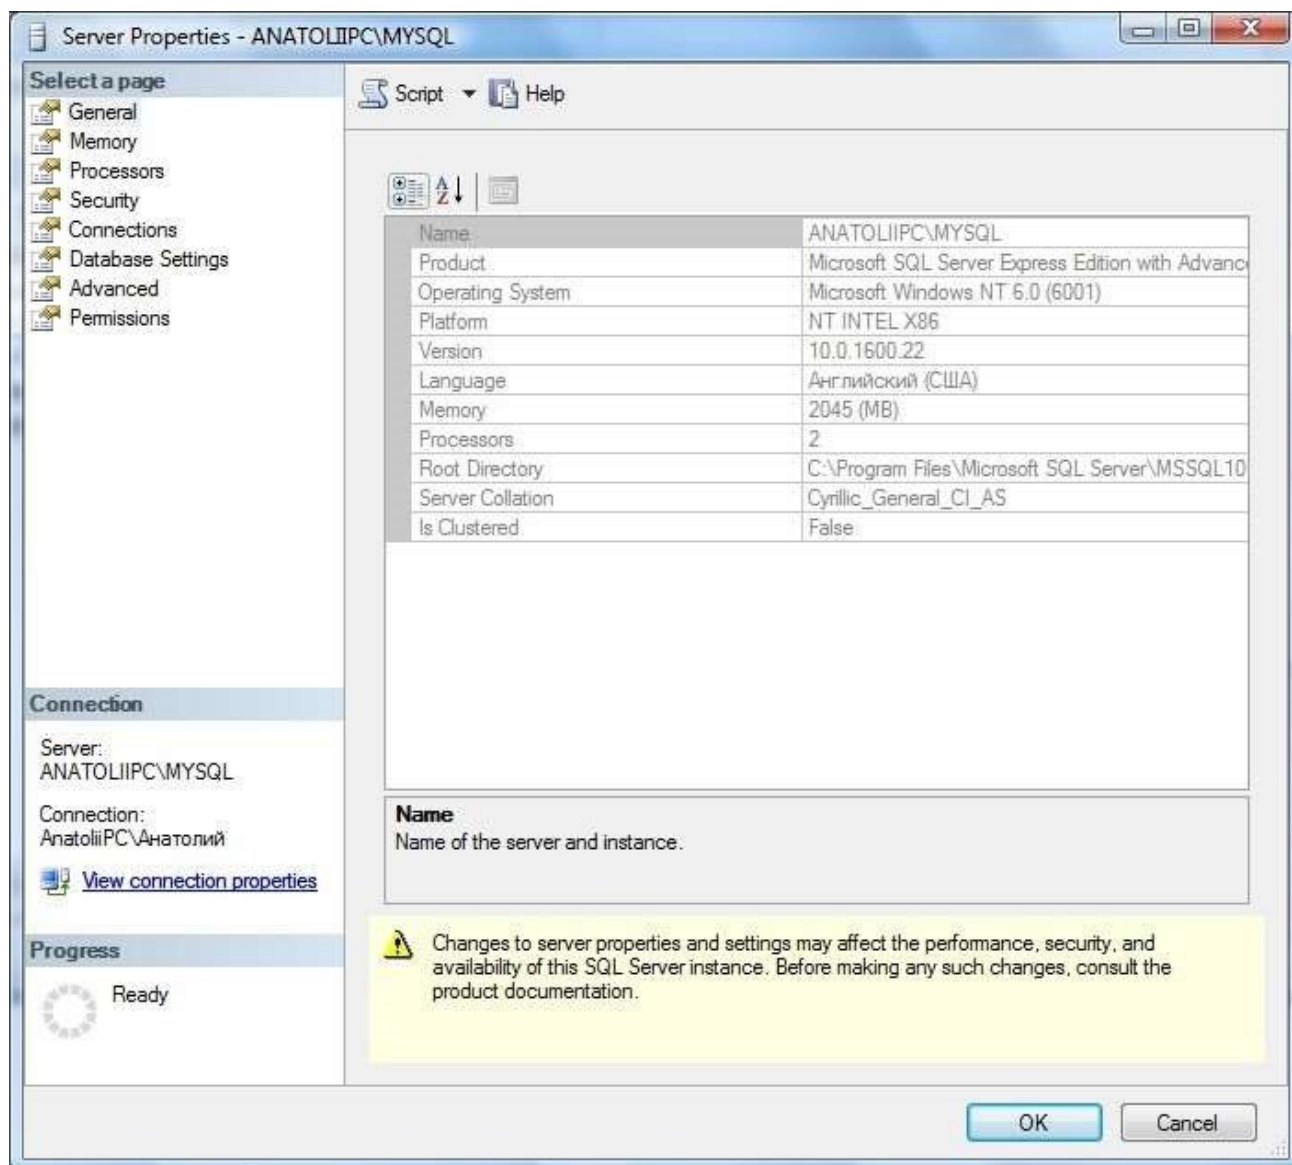 Server Properties - ANATOLIIPC\MYSQL
Select a page
General
Memory
Processors
Security
Connections
Database Settings
Advanced
Permissions
Script Help
Name ANATOLIIPC\MYSQL
Product Microsoft SQL Server Express Edition with Advanc
Operating System Microsoft Windows NT 6.0 (6001)
Platform NT INTEL X86
Version 10.0.1600.22
Language Английский (США)
Memory 2045 (MB)
Processors 2
Root Directory C:\Program Files\Microsoft SQL Server\MSSQL10
Server Collation Cyrillic_General_CI_AS
Is Clustered False
Connection
Server:
ANATOLIIPC\MYSQL
Connection:
AnatoliiPC\Анатолий
View connection properties
Progress
Ready
Name
Name of the server and instance.
Changes to server properties and settings may affect the performance, security, and
availability of this SQL Server instance. Before making any such changes, consult the
product documentation.
OK Cancel